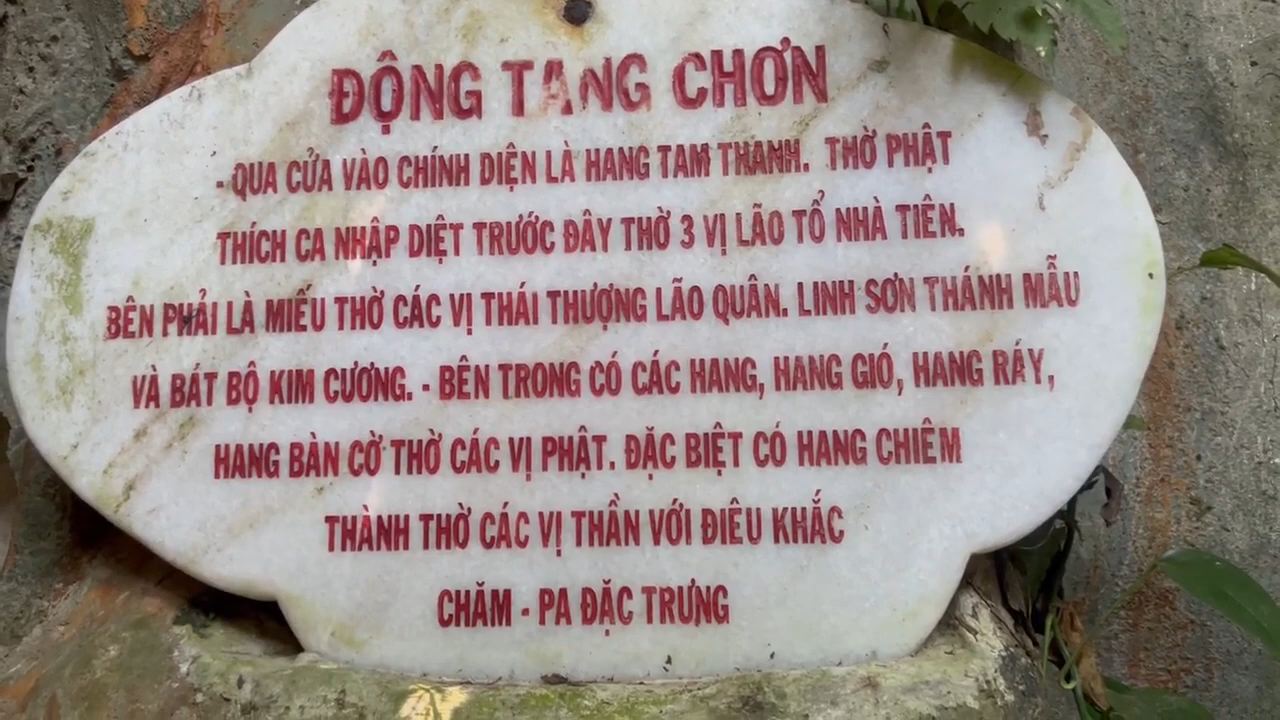 ĐỘNG TANG CHƠN
- QUA CỬA VÀO CHÍNH DIỆN LÀ HANG TAM THANH. THỜ PHẬT
THÍCH CA NHẬP DIỆT TRƯỚC ĐÂY THỜ 3 VỊ LÃO TỔ NHÀ TIÊN.
BÊN PHẢI LÀ MIẾU THỜ CÁC VỊ THÁI THƯỢNG LÃO QUÂN. LINH SƠN THÁNH MẪU
VÀ BÁT BỘ KIM CƯƠNG. - BÊN TRONG CÓ CÁC HANG, HANG GIÓ, HANG RÁY,
HANG BÀN CỜ THỜ CÁC VỊ PHẬT. ĐẶC BIỆT CÓ HANG CHIÊM
THÀNH THỜ CÁC VỊ THẦN VỚI ĐIÊU KHẮC
CHĂM - PA ĐẶC TRƯNG